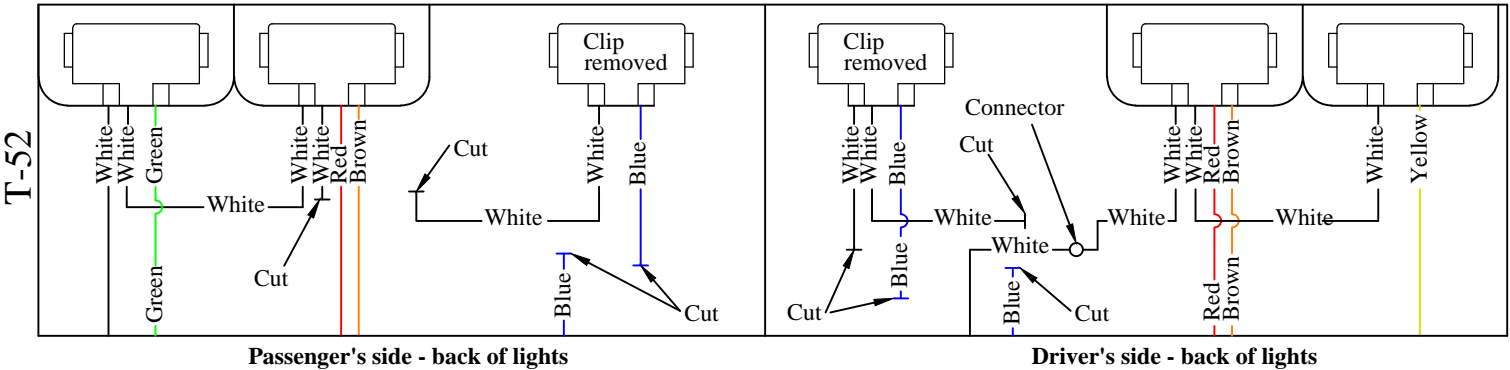 T-52
Clip
removed
White
White
Green
White
White
Red
Brown
Cut
White
Blue
White
White
Cut
Green
Blue
Cut
Passenger's side - back of lights
Clip
removed
Connector
Cut
White
White
Blue
White
White
Red
Brown
White
Yellow
White
White
White
White
Blue
Cut
Blue
Cut
Red
Brown
Driver's side - back of lights